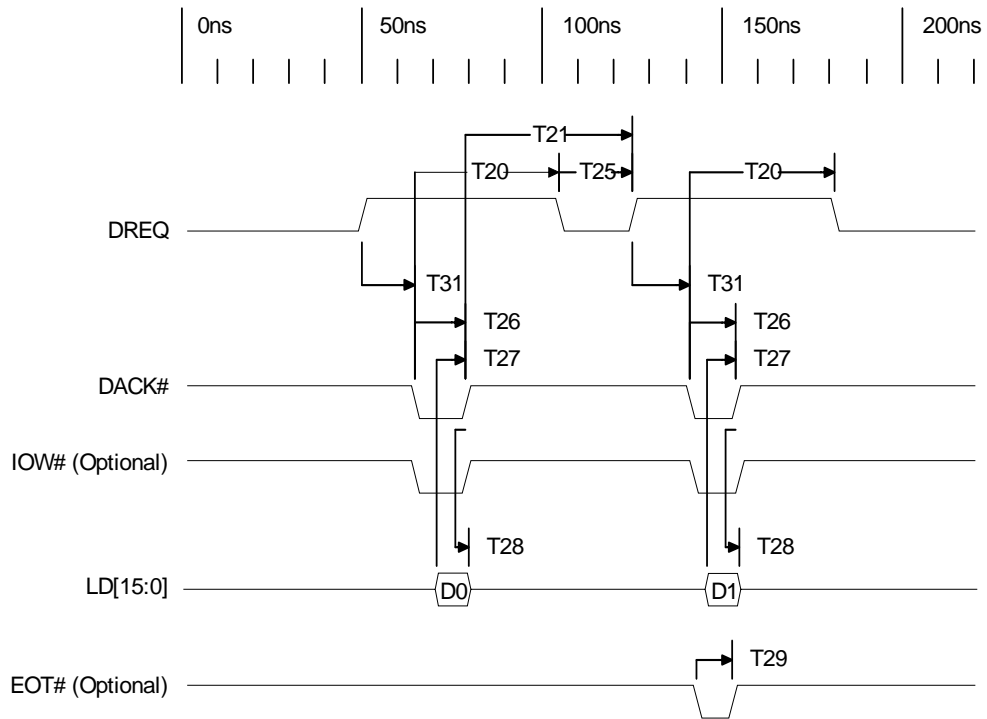 0ns 50ns 100ns 150ns 200ns
T21
T20 T25 T20
DREQ
T31 T31
T26 T26
T27 T27
DACK#
IOW# (Optional)
T28 T28
LD[15:0] D0 D1
T29
EOT# (Optional)